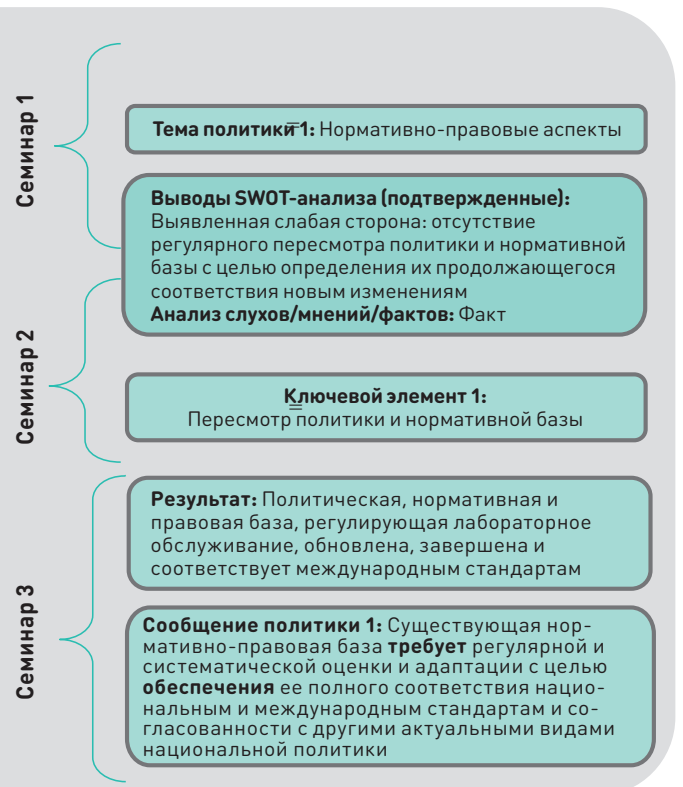 Семинар 1
Тема политики 1: Нормативно-правовые аспекты
Выводы SWOT-анализа (подтвержденные):
Выявленная слабая сторона: отсутствие
регулярного пересмотра политики и нормативной
базы с целью определения их продолжающегося
соответствия новым изменениям
Анализ слухов/мнений/фактов: Факт
Семинар 2
Ключевой элемент 1:
Пересмотр политики и нормативной базы
Семинар 3
Результат: Политическая, нормативная и
правовая база, регулирующая лабораторное
обслуживание, обновлена, завершена и
соответствует международным стандартам
Сообщение политики 1: Существующая нор-
мативно-правовая база требует регулярной и
систематической оценки и адаптации с целью
обеспечения ее полного соответствия нацио-
нальным и международным стандартам и со-
гласованности с другими актуальными видами
национальной политики